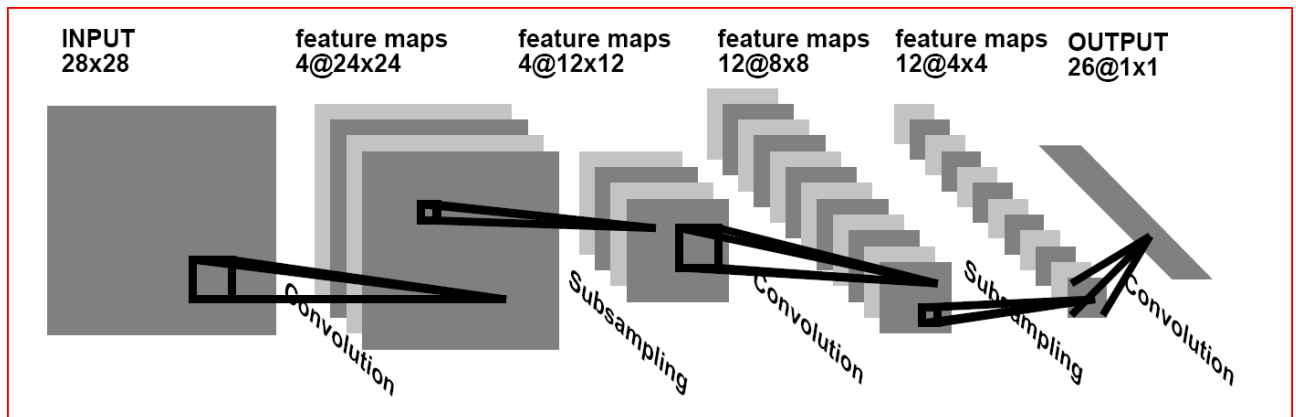 INPUT
28x28
feature maps
4@24x24
feature maps
4@12x12
feature maps
12@8x8
feature maps
12@4x4
OUTPUT
26@1x1
Convolution
Subsampling
Convolution
Subsampling
Convolution